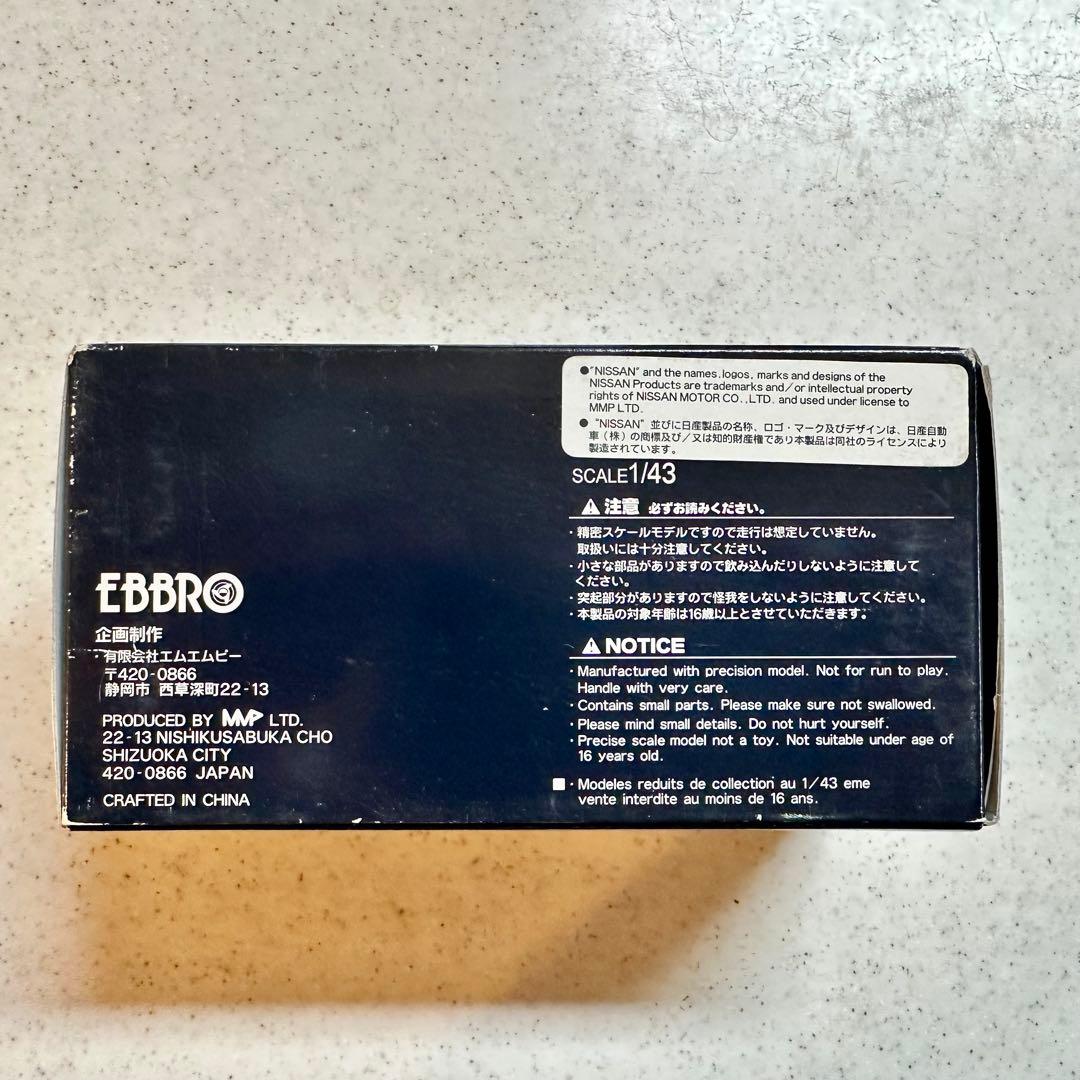 ●"NISSAN" and the names, logos, marks and designs of the
NISSAN Products are trademarks and/or intellectual property
rights of NISSAN MOTOR CO.,LTD. and used under license to
MMP LTD.
●"NISSAN" 並びに日産製品の名称、ロゴ・マーク及びデザインは、日産自動
車（株）の商標及び／又は知的財産権であり本製品は同社のライセンスにより
製造されています。
SCALE1/43
注意 必ずお読みください。
・精密スケールモデルですので走行は想定していません。
取扱いには十分注意してください。
・小さな部品がありますので飲み込んだりしないように注意して
ください。
・突起部分がありますので怪我をしないように注意してください。
・本製品の対象年齢は16歳以上とさせていただきます。
NOTICE
・Manufactured with precision model. Not for run to play.
Handle with very care.
・Contains small parts. Please make sure not swallowed.
・Please mind small details. Do not hurt yourself.
・Precise scale model not a toy. Not suitable under age of
16 years old.
■・Modeles reduits de collection au 1/43 eme
vente interdite au moins de 16 ans.
EBBRO
企画制作
・有限会社エムエムピー
〒420-0866
静岡市 西草深町22-13
PRODUCED BY MMP LTD.
22-13 NISHIKUSABUKA CHO
SHIZUOKA CITY
420-0866 JAPAN
CRAFTED IN CHINA